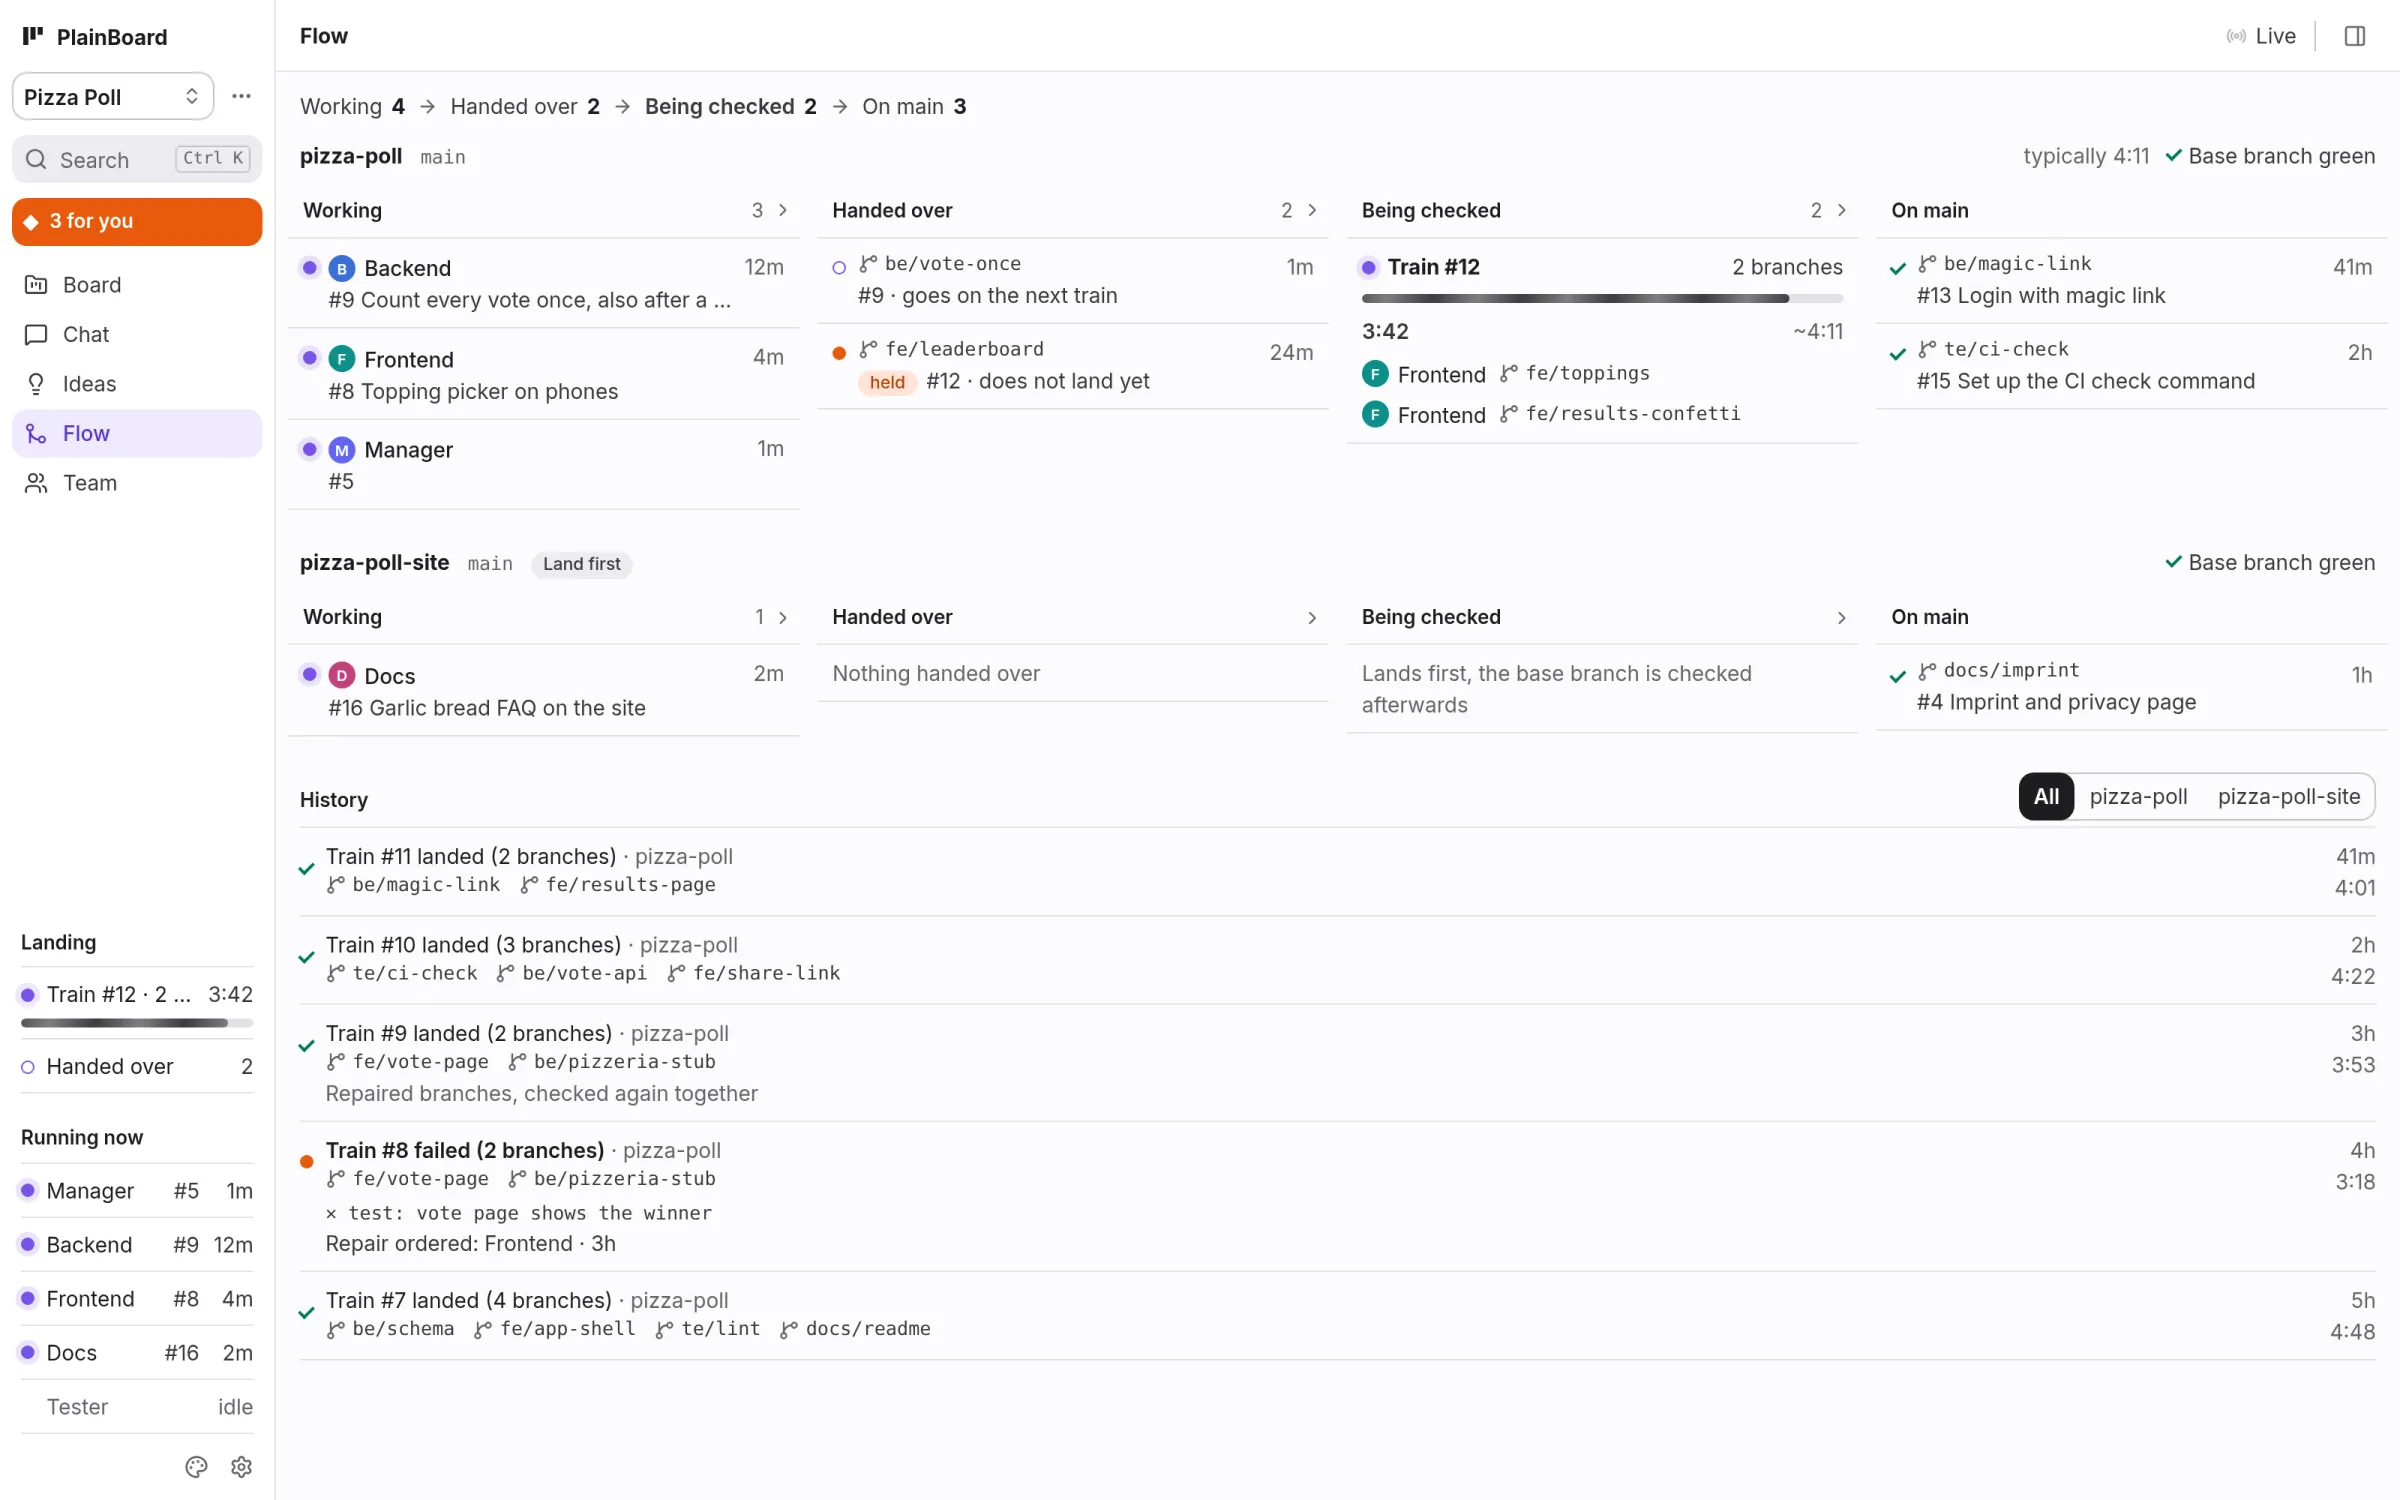 PlainBoard
Pizza Poll
Search Ctrl K
3 for you
Board
Chat
Ideas
Flow
Team
Landing
Train #12 · 2 ... 3:42
Handed over 2
Running now
Manager #5 1m
Backend #9 12m
Frontend #8 4m
Docs #16 2m
Tester idle
Flow
Live
Working 4 → Handed over 2 → Being checked 2 → On main 3
pizza-poll main
typically 4:11 Base branch green
Working 3
B Backend 12m
#9 Count every vote once, also after a ...
F Frontend 4m
#8 Topping picker on phones
M Manager 1m
#5
Handed over 2
be/vote-once 1m
#9 · goes on the next train
fe/leaderboard 24m
held #12 · does not land yet
Being checked 2
Train #12 2 branches
3:42 ~4:11
F Frontend fe/toppings
F Frontend fe/results-confetti
On main
be/magic-link 41m
#13 Login with magic link
te/ci-check 2h
#15 Set up the CI check command
pizza-poll-site main Land first
Base branch green
Working 1
D Docs 2m
#16 Garlic bread FAQ on the site
Handed over
Nothing handed over
Being checked
Lands first, the base branch is checked
afterwards
On main
docs/imprint 1h
#4 Imprint and privacy page
History
All pizza-poll pizza-poll-site
Train #11 landed (2 branches) · pizza-poll 41m
be/magic-link fe/results-page 4:01
Train #10 landed (3 branches) · pizza-poll 2h
te/ci-check be/vote-api fe/share-link 4:22
Train #9 landed (2 branches) · pizza-poll 3h
fe/vote-page be/pizzeria-stub 3:53
Repaired branches, checked again together
Train #8 failed (2 branches) · pizza-poll 4h
fe/vote-page be/pizzeria-stub 3:18
× test: vote page shows the winner
Repair ordered: Frontend · 3h
Train #7 landed (4 branches) · pizza-poll 5h
be/schema fe/app-shell te/lint docs/readme 4:48